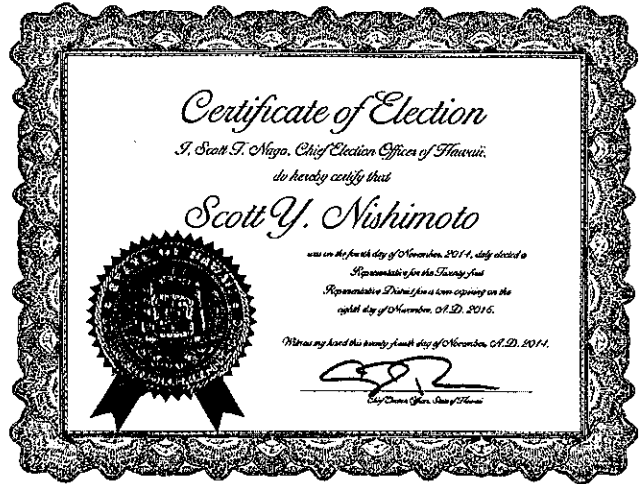 Certificate of Election
I, Scott T. Nago, Chief Election Officer of Hawaii,
do hereby certify that
Scott Y. Nishimoto
was on the fourth day of November, 2014, duly elected a
Representative for the Twenty-first
Representative District for a term expiring on the
eighth day of November, A.D. 2016.
Witness my hand this twenty-fourth day of November, A.D. 2014.
Chief Election Officer, State of Hawaii
STATE OF HAWAII